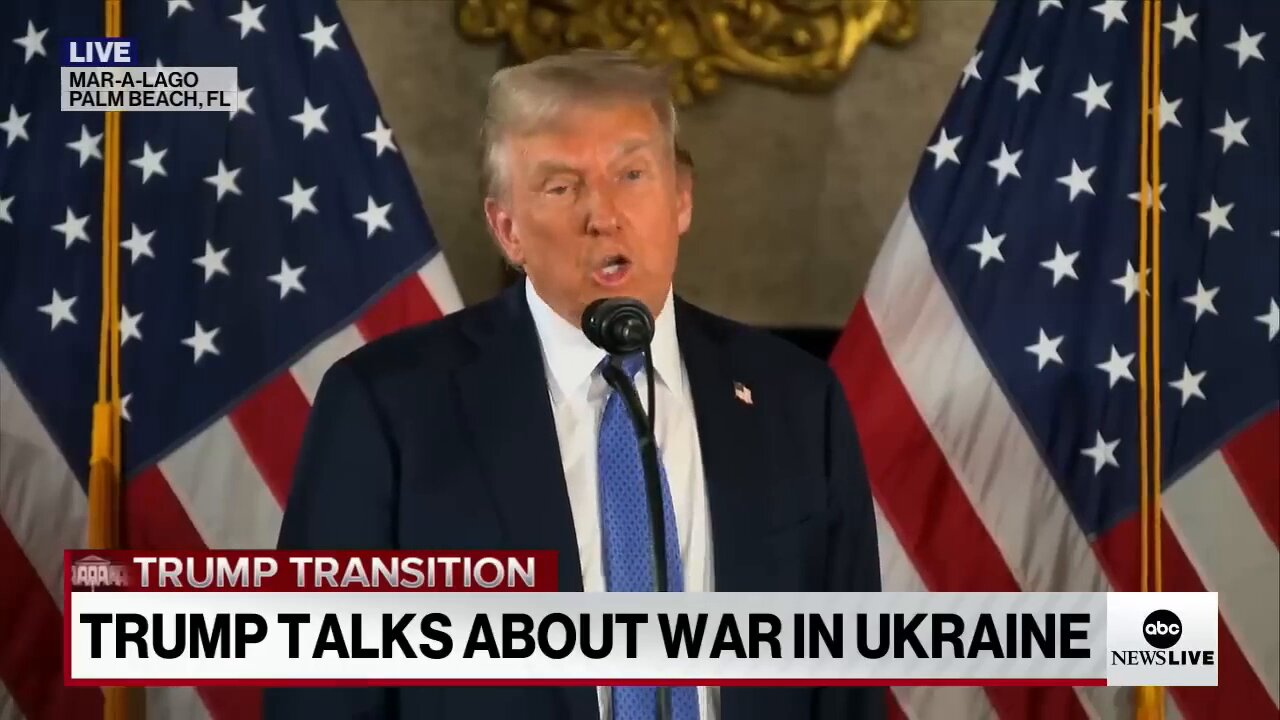 LIVE
MAR-A-LAGO
PALM BEACH, FL
TRUMP TRANSITION
TRUMP TALKS ABOUT WAR IN UKRAINE
abc
NEWS LIVE